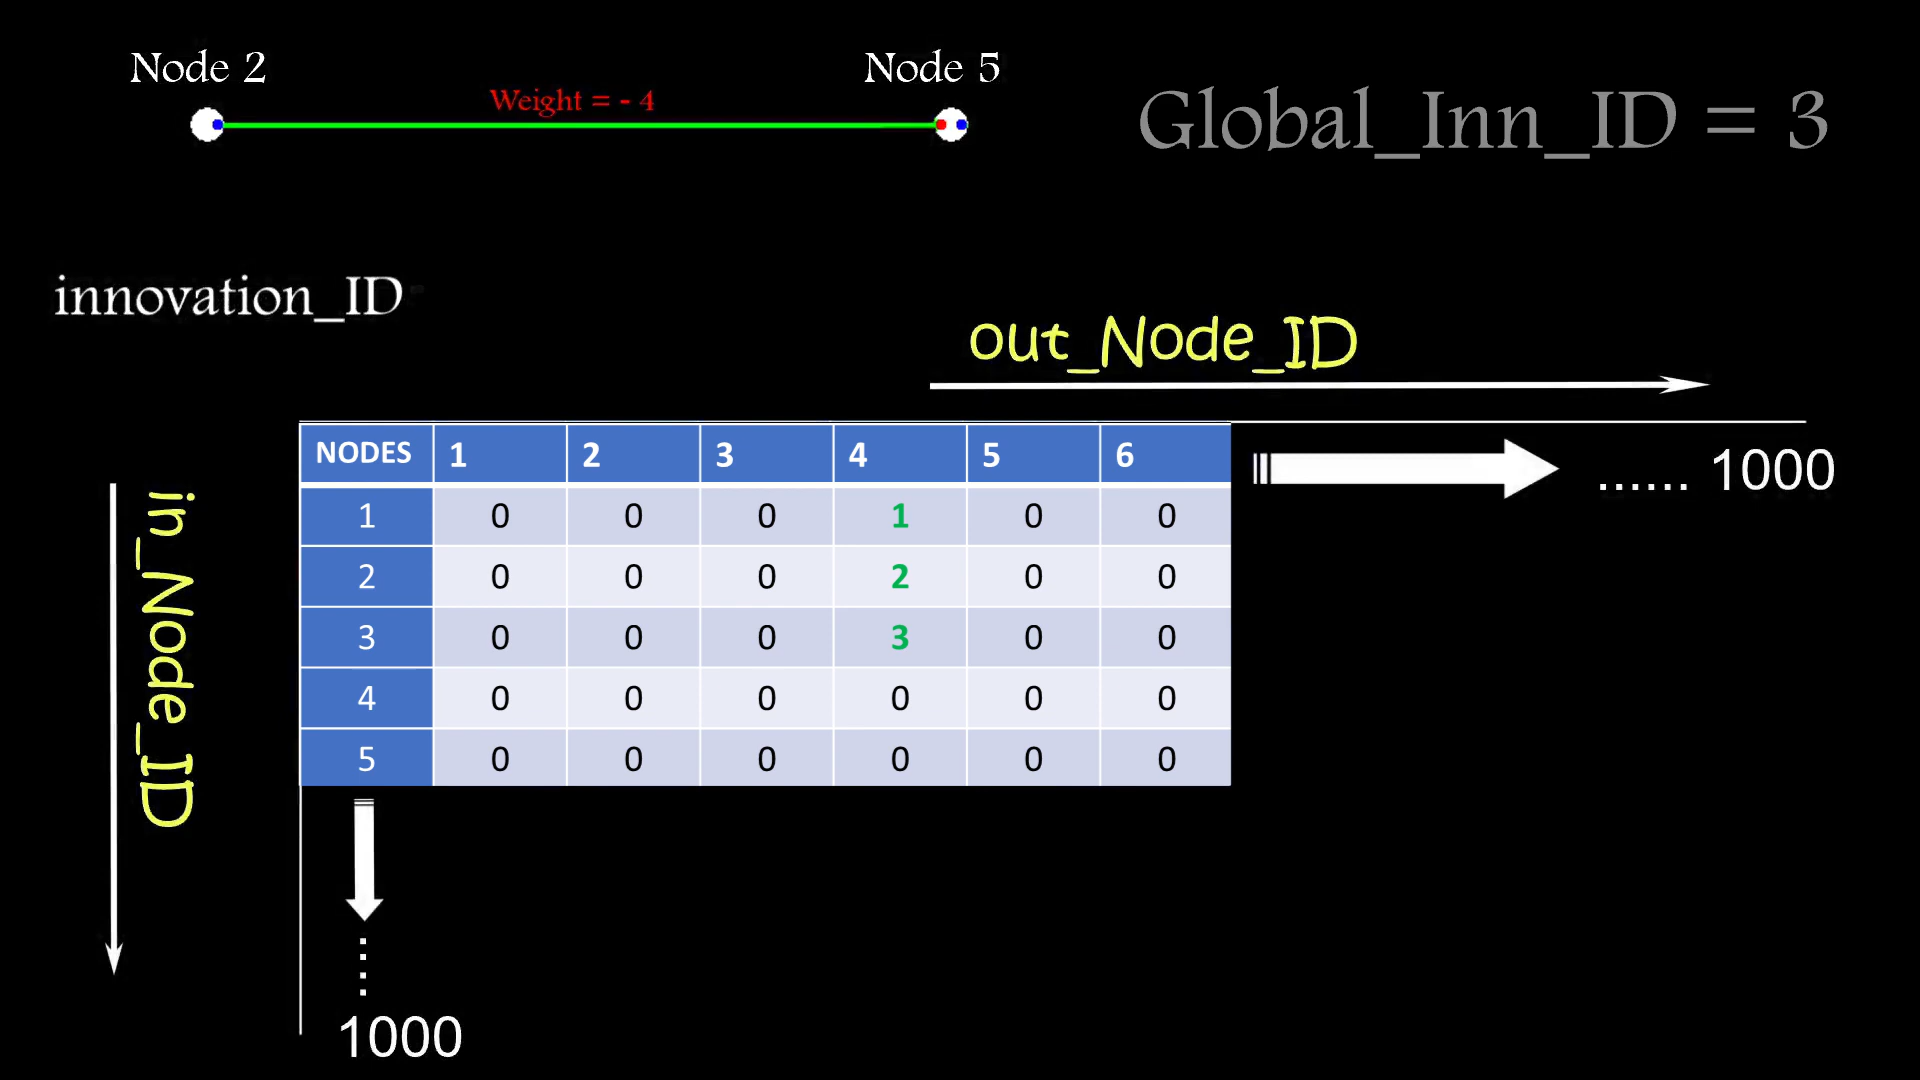 Node 2
Node 5
Weight = - 4
Global_Inn_ID = 3
innovation_ID
out_Node_ID
NODES 1 2 3 4 5 6
...... 1000
1 0 0 0 1 0 0
2 0 0 0 2 0 0
3 0 0 0 3 0 0
4 0 0 0 0 0 0
5 0 0 0 0 0 0
in_Node_ID
1000